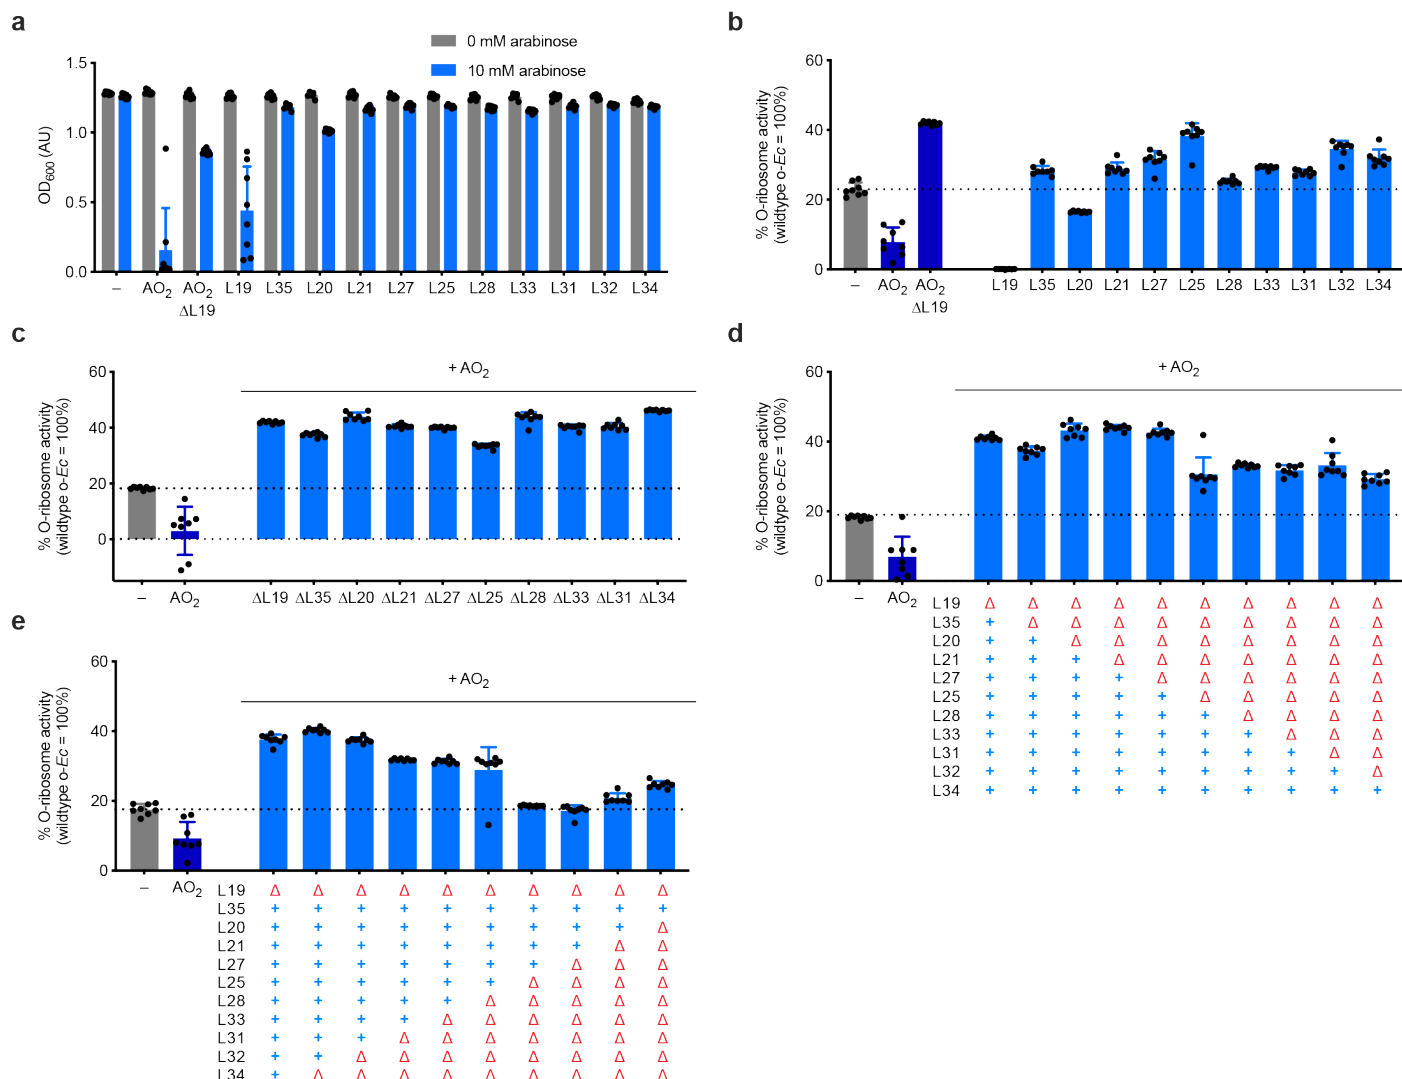 a
0 mM arabinose
10 mM arabinose
OD600 (AU)
1.5
1.0
0.5
0.0
– AO2 AO2 L19 L35 L20 L21 L27 L25 L28 L33 L31 L32 L34
ΔL19
b
% O-ribosome activity
(wildtype o-Ec = 100%)
60
40
20
0
– AO2 AO2 L19 L35 L20 L21 L27 L25 L28 L33 L31 L32 L34
ΔL19
c
+ AO2
% O-ribosome activity
(wildtype o-Ec = 100%)
60
40
20
0
– AO2 ΔL19 ΔL35 ΔL20 ΔL21 ΔL27 ΔL25 ΔL28 ΔL33 ΔL31 ΔL34
d
+ AO2
% O-ribosome activity
(wildtype o-Ec = 100%)
60
40
20
0
– AO2
L19 Δ Δ Δ Δ Δ Δ Δ Δ Δ Δ
L35 + Δ Δ Δ Δ Δ Δ Δ Δ Δ
L20 + + Δ Δ Δ Δ Δ Δ Δ Δ
L21 + + + Δ Δ Δ Δ Δ Δ Δ
L27 + + + + Δ Δ Δ Δ Δ Δ
L25 + + + + + Δ Δ Δ Δ Δ
L28 + + + + + + Δ Δ Δ Δ
L33 + + + + + + + Δ Δ Δ
L31 + + + + + + + + Δ Δ
L32 + + + + + + + + + Δ
L34 + + + + + + + + + +
e
+ AO2
% O-ribosome activity
(wildtype o-Ec = 100%)
60
40
20
0
– AO2
L19 Δ Δ Δ Δ Δ Δ Δ Δ Δ Δ
L35 + + + + + + + + + +
L20 + + + + + + + + + Δ
L21 + + + + + + + + Δ Δ
L27 + + + + + + + Δ Δ Δ
L25 + + + + + + Δ Δ Δ Δ
L28 + + + + + Δ Δ Δ Δ Δ
L33 + + + + Δ Δ Δ Δ Δ Δ
L31 + + + Δ Δ Δ Δ Δ Δ Δ
L32 + + Δ Δ Δ Δ Δ Δ Δ Δ
L34 + Δ Δ Δ Δ Δ Δ Δ Δ Δ